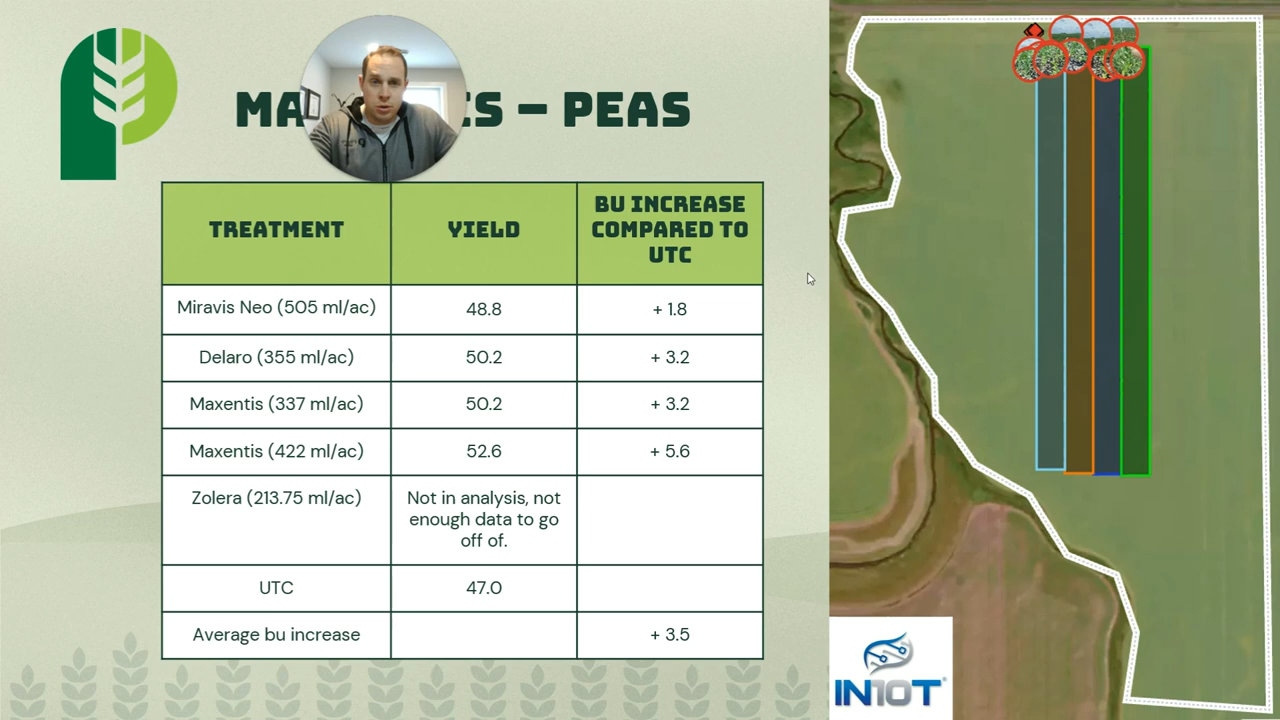 – PEAS
TREATMENT
YIELD
BU INCREASE
COMPARED TO
UTC
Miravis Neo (505 ml/ac)
48.8
+ 1.8
Delaro (355 ml/ac)
50.2
+ 3.2
Maxentis (337 ml/ac)
50.2
+ 3.2
Maxentis (422 ml/ac)
52.6
+ 5.6
Zolera (213.75 ml/ac)
Not in analysis, not
enough data to go
off of.
UTC
47.0
Average bu increase
+ 3.5
IN10T